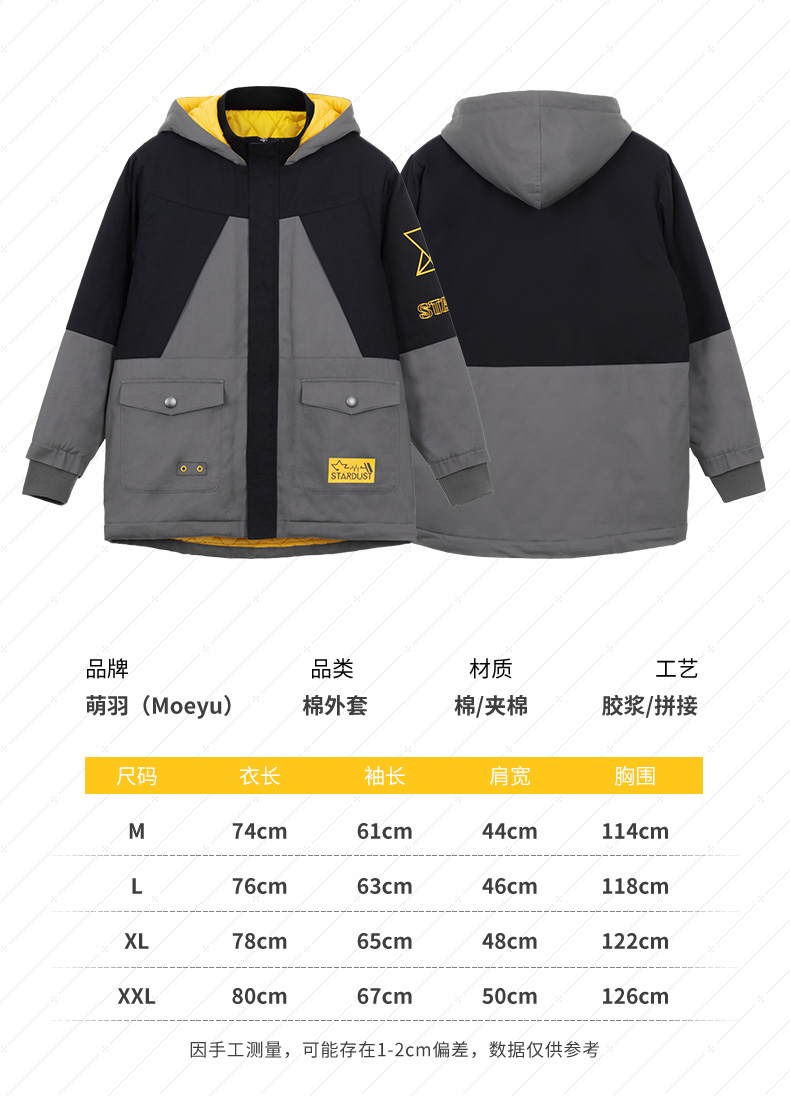 STARDUST
品牌 品类 材质 工艺
萌羽（Moeyu） 棉外套 棉/夹棉 胶浆/拼接
尺码 衣长 袖长 肩宽 胸围
M 74cm 61cm 44cm 114cm
L 76cm 63cm 46cm 118cm
XL 78cm 65cm 48cm 122cm
XXL 80cm 67cm 50cm 126cm
因手工测量，可能存在1-2cm偏差，数据仅供参考